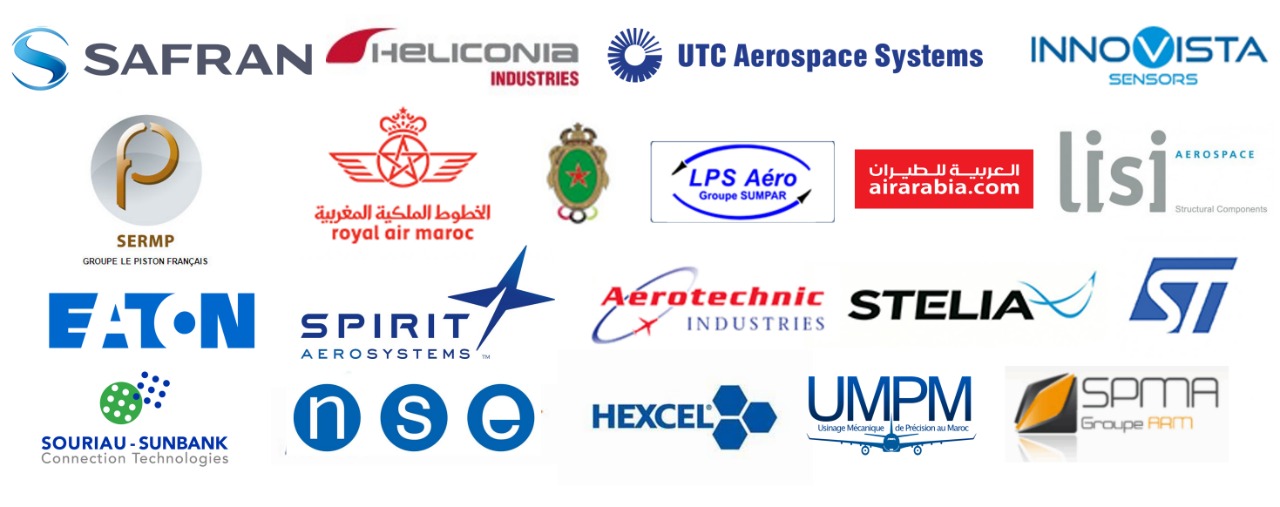 SAFRAN
HELICONIA
INDUSTRIES
UTC Aerospace Systems
INNOVISTA
SENSORS
SERMP
GROUPE LE PISTON FRANÇAIS
الخطوط الملكية المغربية
royal air maroc
LPS Aéro
Groupe SUMPAR
العربية للطيران
airarabia.com
lisi
AEROSPACE
Structural Components
EATON
SPIRIT
AEROSYSTEMS™
Aerotechnic
INDUSTRIES
STELIA
ST
SOURIAU - SUNBANK
Connection Technologies
nse
HEXCEL®
UMPM
Usinage Mécanique de Précision au Maroc
SPMA
Groupe ARM